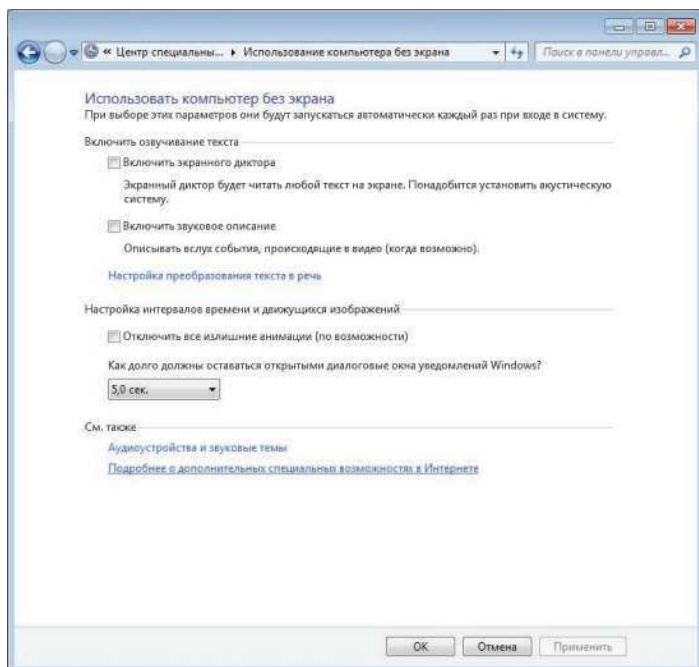 « Центр специальны... ▸ Использование компьютера без экрана
Поиск в панели управл...
Использовать компьютер без экрана
При выборе этих параметров они будут запускаться автоматически каждый раз при входе в систему.
Включить озвучивание текста
Включить экранного диктора
Экранный диктор будет читать любой текст на экране. Понадобится установить акустическую
систему.
Включить звуковое описание
Описывать вслух события, происходящие в видео (когда возможно).
Настройка преобразования текста в речь
Настройка интервалов времени и движущихся изображений
Отключить все излишние анимации (по возможности)
Как долго должны оставаться открытыми диалоговые окна уведомлений Windows?
5,0 сек.
См. также
Аудиоустройства и звуковые темы
Подробнее о дополнительных специальных возможностях в Интернете
OK
Отмена
Применить